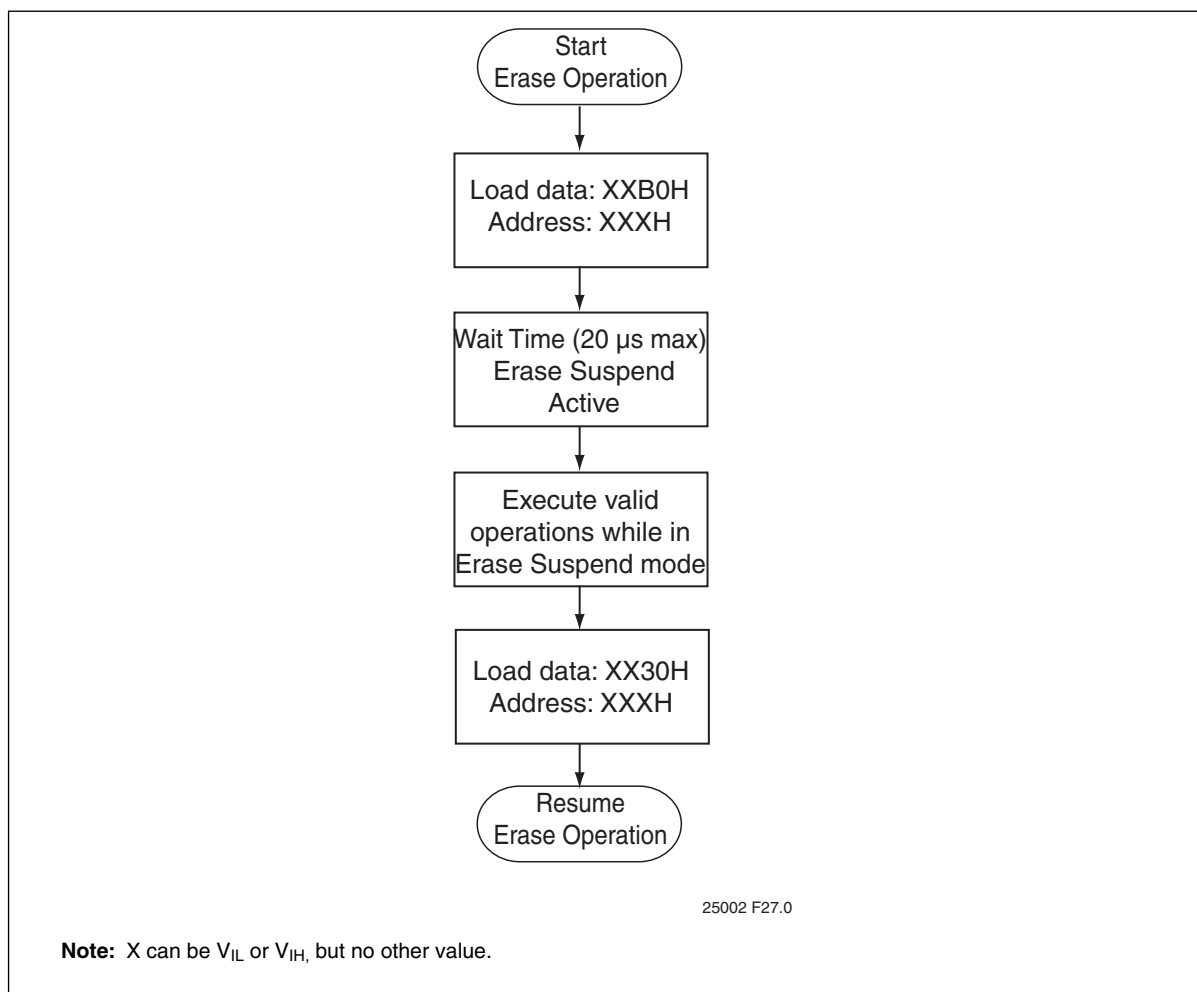 Start
Erase Operation
Load data: XXB0H
Address: XXXH
Wait Time (20 µs max)
Erase Suspend
Active
Execute valid
operations while in
Erase Suspend mode
Load data: XX30H
Address: XXXH
Resume
Erase Operation
25002 F27.0
Note: X can be VIL or VIH, but no other value.